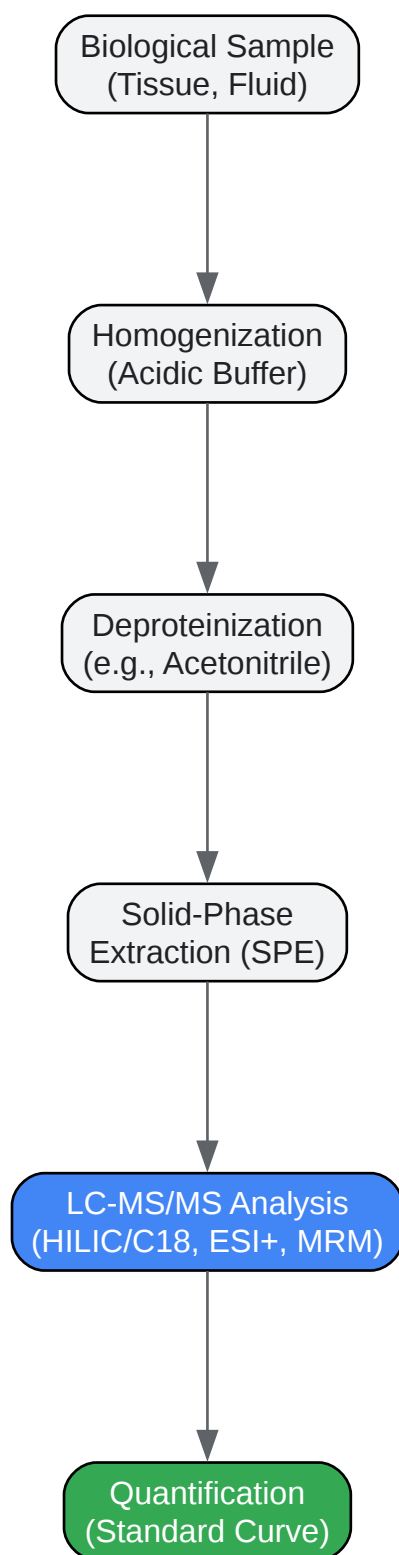 Biological Sample
(Tissue, Fluid)
Homogenization
(Acidic Buffer)
Deproteinization
(e.g., Acetonitrile)
Solid-Phase
Extraction (SPE)
LC-MS/MS Analysis
(HILIC/C18, ESI+, MRM)
Quantification
(Standard Curve)